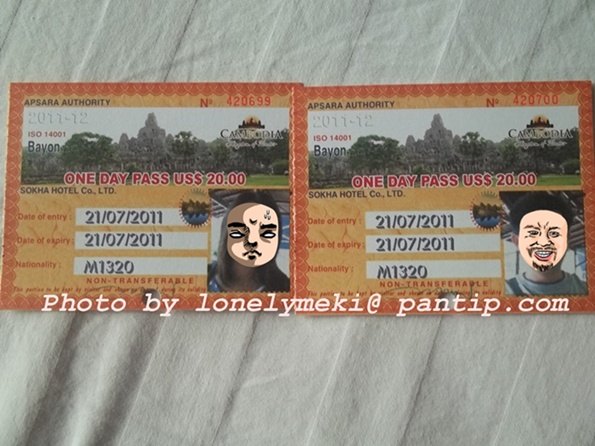 APSARA AUTHORITY
Nº 420699
2011-12
ISO 14001
Bayon
CAMBODIA
ONE DAY PASS US$ 20.00
SOKHA HOTEL Co., LTD.
Date of entry : 21/07/2011
Date of expiry : 21/07/2011
Nationality : M1320
NON-TRANSFERABLE
APSARA AUTHORITY
Nº 420700
2011-12
ISO 14001
Bayon
CAMBODIA
ONE DAY PASS US$ 20.00
SOKHA HOTEL Co., LTD.
Date of entry : 21/07/2011
Date of expiry : 21/07/2011
Nationality : M1320
NON-TRANSFERABLE
Photo by lonelymeki@ pantip.com